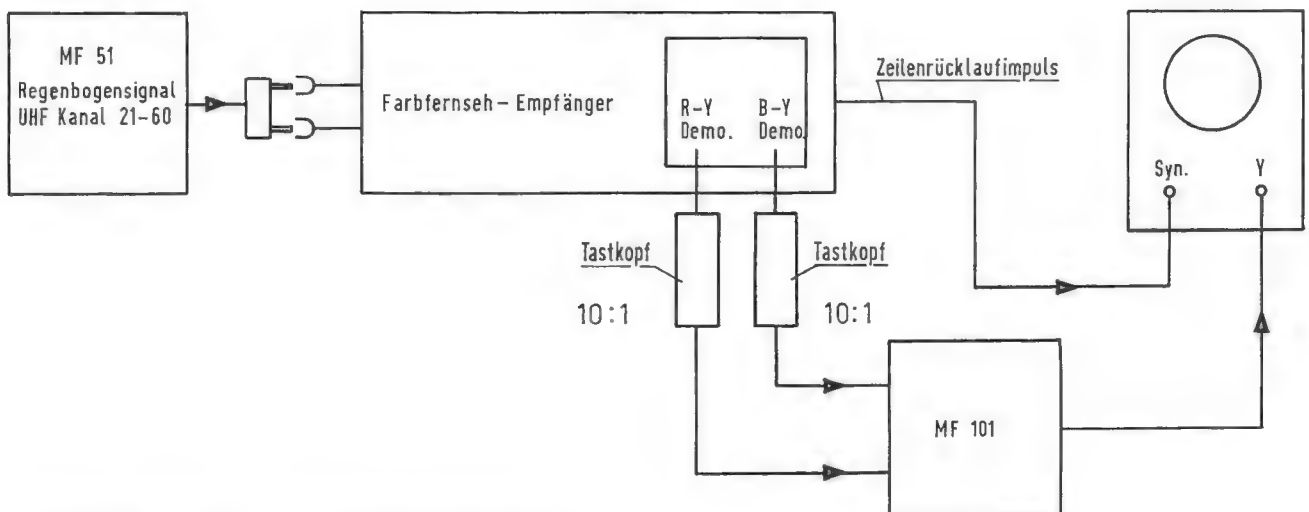 MF 51
Regenbogensignal
UHF Kanal 21-60
Farbfernseh-Empfänger
R-Y
Demo.
B-Y
Demo.
Zeilenrücklaufimpuls
Syn.
Y
Tastkopf
10:1
Tastkopf
10:1
MF 101